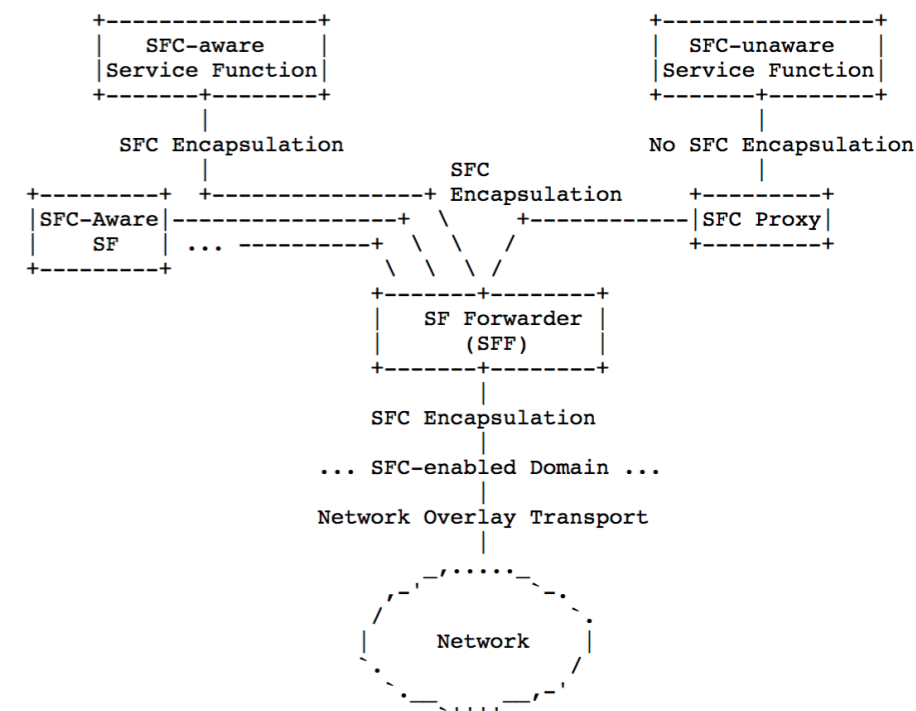 SFC-aware
Service Function
SFC-unaware
Service Function
SFC Encapsulation
No SFC Encapsulation
SFC
Encapsulation
SFC-Aware
SF
...
SFC Proxy
SF Forwarder
(SFF)
SFC Encapsulation
... SFC-enabled Domain ...
Network Overlay Transport
Network